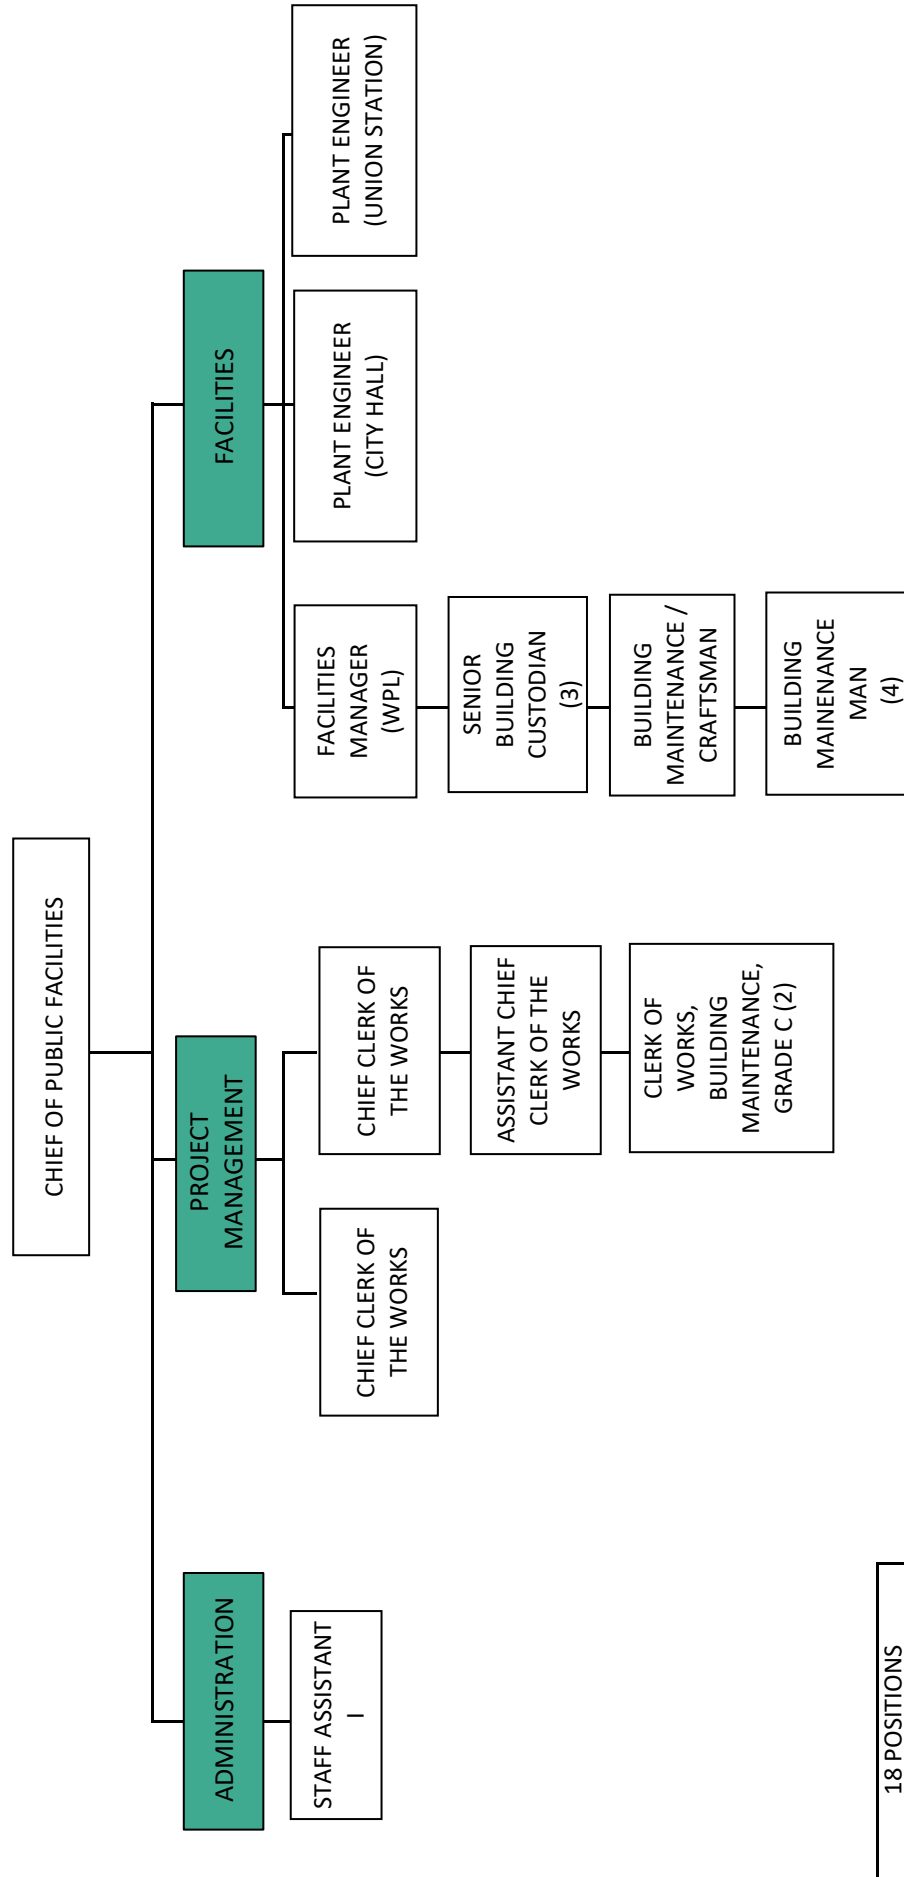 CHIEF OF PUBLIC FACILITIES
ADMINISTRATION
STAFF ASSISTANT
I
PROJECT
MANAGEMENT
CHIEF CLERK OF
THE WORKS
CHIEF CLERK OF
THE WORKS
ASSISTANT CHIEF
CLERK OF THE
WORKS
CLERK OF
WORKS,
BUILDING
MAINTENANCE,
GRADE C (2)
FACILITIES
FACILITIES
MANAGER
(WPL)
SENIOR
BUILDING
CUSTODIAN
(3)
BUILDING
MAINTENANCE /
CRAFTSMAN
BUILDING
MAINENANCE
MAN
(4)
PLANT ENGINEER
(CITY HALL)
PLANT ENGINEER
(UNION STATION)
18 POSITIONS